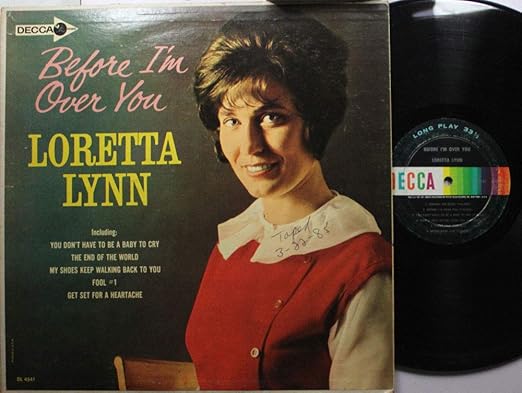 DECCA
Before I'm
Over You
LORETTA
LYNN
Including:
YOU DON'T HAVE TO BE A BABY TO CRY
THE END OF THE WORLD
MY SHOES KEEP WALKING BACK TO YOU
FOOL #1
GET SET FOR A HEARTACHE
DL 4541
Taped
3-22-85
LONG PLAY 33⅓
BEFORE I'M OVER YOU
LORETTA LYNN
DECCA